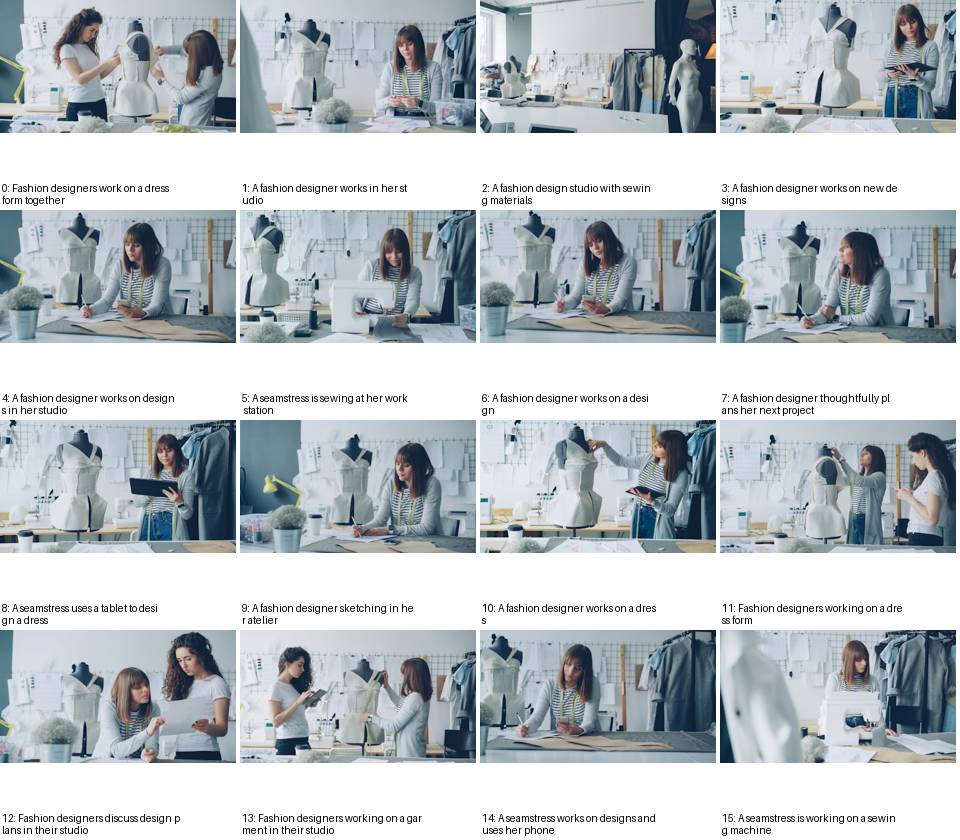 0: Fashion designers work on a dress
form together
1: A fashion designer works in her st
udio
2: A fashion design studio with sewin
g materials
3: A fashion designer works on new de
signs
4: A fashion designer works on design
s in her studio
5: A seamstress is sewing at her work
station
6: A fashion designer works on a desi
gn
7: A fashion designer thoughtfully pl
ans her next project
8: A seamstress uses a tablet to desi
gn a dress
9: A fashion designer sketching in he
r atelier
10: A fashion designer works on a dres
s
11: Fashion designers working on a dre
ss form
12: Fashion designers discuss design p
lans in their studio
13: Fashion designers working on a gar
ment in their studio
14: A seamstress works on designs and
uses her phone
15: A seamstress is working on a sewin
g machine